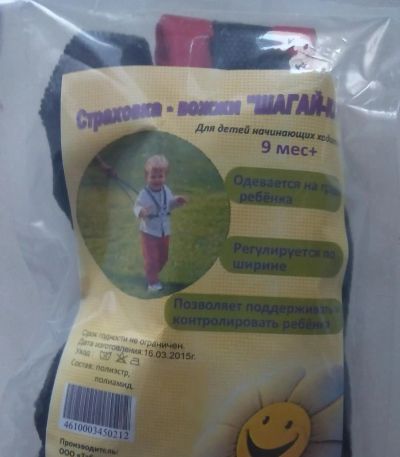 Страховка - вожжи "ШАГАЙ-
Для детей начинающих
9 мес+
Одевается на
ребёнка
Регулируется по
ширине
Позволяет поддерживать
контролировать ребёнка
Срок годности не ограничен.
Дата изготовления:16.03.2015г.
Уход
Состав: полиэстр,
полиамид.
4610003450212
Производитель:
ООО